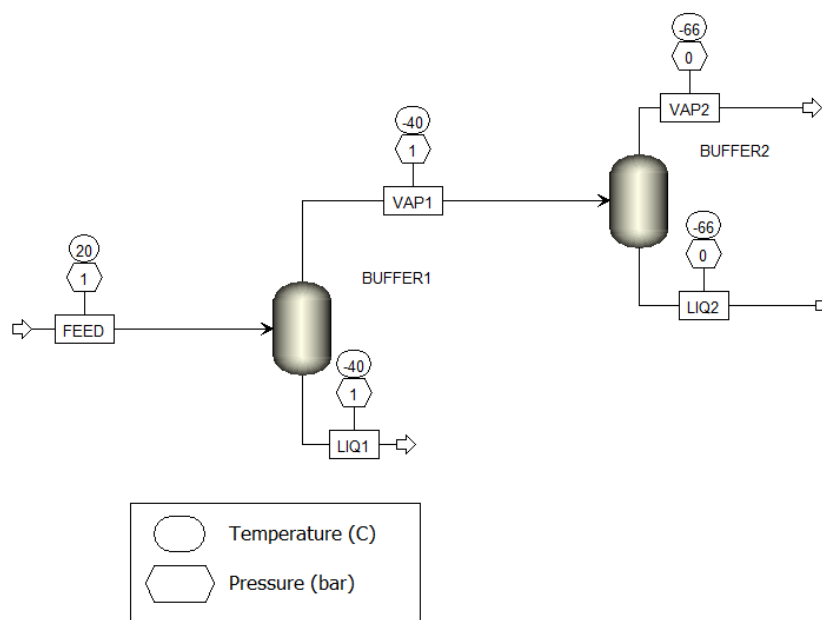 -66
0
VAP2
BUFFER2
-40
1
VAP1
-66
0
LIQ2
20
1
FEED
BUFFER1
-40
1
LIQ1
Temperature (C)
Pressure (bar)